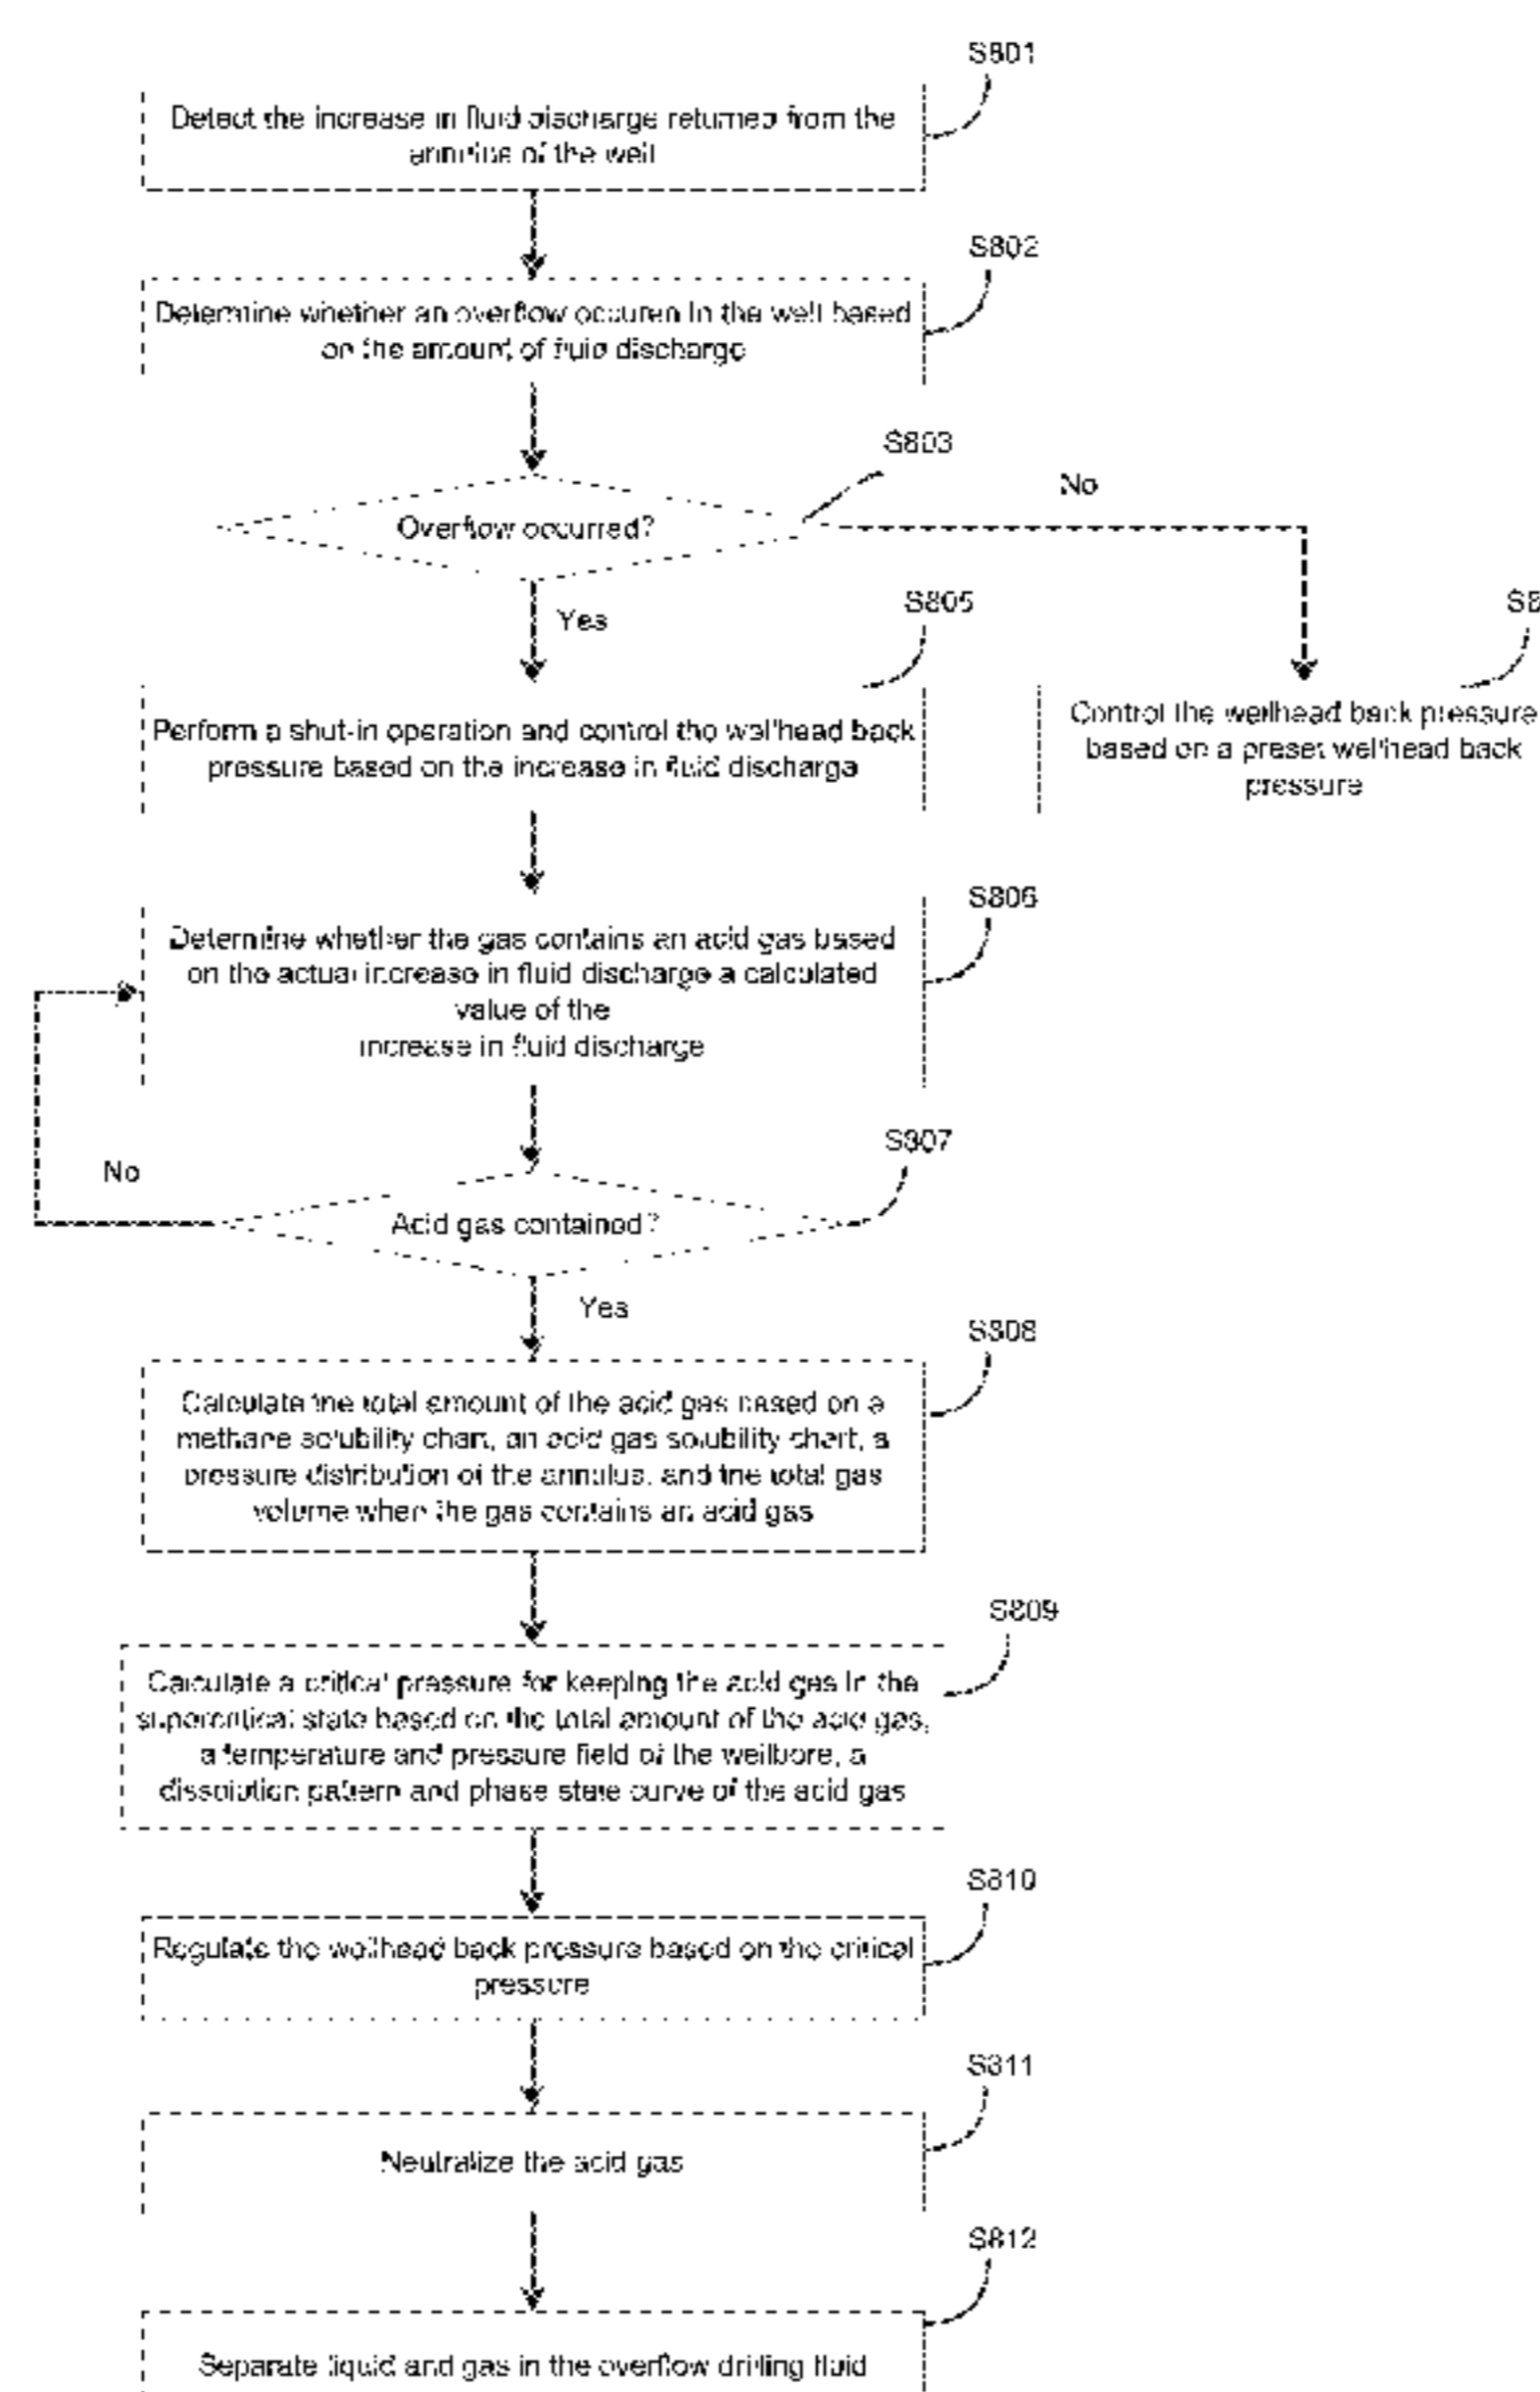 S801
Detect the increase in fluid discharge returned from the
annulus of the well
S802
Determine whether an overflow occuren in the well based
on the amount of fluid discharge
S803
No
Overflow occurred?
Yes
S805
S8
Perform a shut-in operation and control the wellhead back
pressure based on the increase in fluid discharge
Control the wellhead back pressure
based on a preset wellhead back
pressure
S806
Determine whether the gas contains an acid gas based
on the actual increase in fluid discharge a calculated
value of the
increase in fluid discharge
S807
No
Acid gas contained?
Yes
S808
Calculate the total amount of the acid gas based on a
methane solubility chart, an acid gas solubility chart, a
pressure distribution of the annulus, and the total gas
volume when the gas contains an acid gas
S809
Calculate a critical pressure for keeping the acid gas in the
supercritical state based on the total amount of the acid gas,
a temperature and pressure field of the wellbore, a
dissolution pattern and phase state curve of the acid gas
S810
Regulate the wellhead back pressure based on the critical
pressure
S811
Neutralize the acid gas
S812
Separate liquid and gas in the overflow drilling fluid